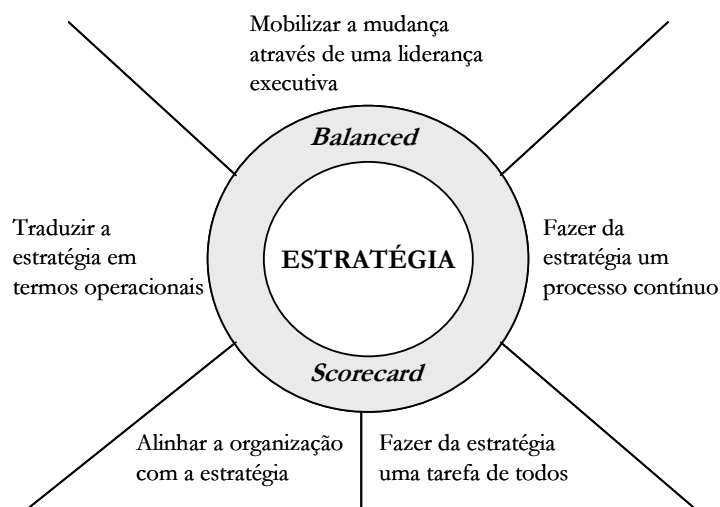 Mobilizar a mudança
através de uma liderança
executiva
Balanced
Traduzir a
estratégia em
termos operacionais
ESTRATÉGIA
Fazer da
estratégia um
processo contínuo
Scorecard
Alinhar a organização
com a estratégia
Fazer da estratégia
uma tarefa de todos